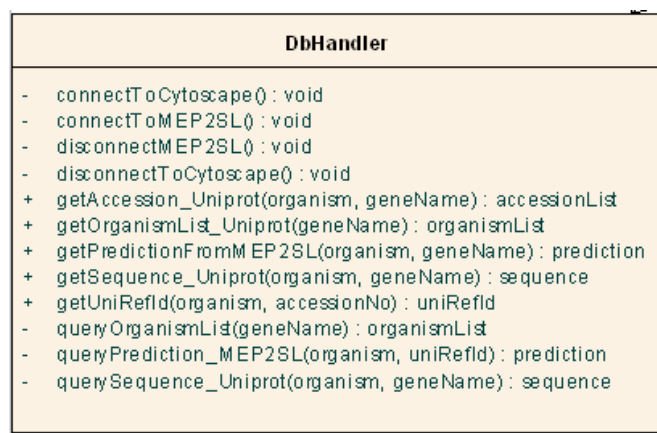 DbHandler
- connectToCytoscape() : void
- connectToMEP2SL() : void
- disconnectMEP2SL() : void
- disconnectToCytoscape() : void
+ getAccession_Uniprot(organism, geneName) : accessionList
+ getOrganismList_Uniprot(geneName) : organismList
+ getPredictionFromMEP2SL(organism, geneName) : prediction
+ getSequence_Uniprot(organism, geneName) : sequence
+ getUniRefId(organism, accessionNo) : uniRefId
- queryOrganismList(geneName) : organismList
- queryPrediction_MEP2SL(organism, uniRefId) : prediction
- querySequence_Uniprot(organism, geneName) : sequence